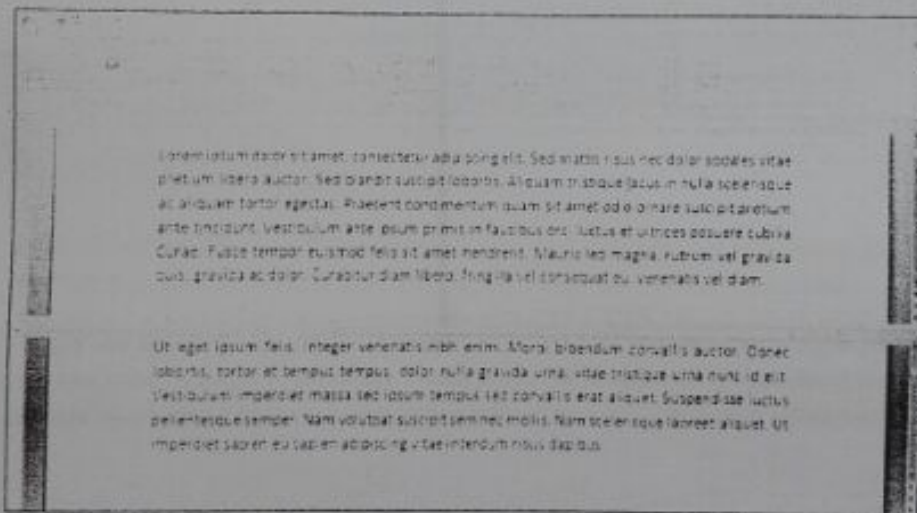 Lorem ipsum dolor sit amet, consectetur adipiscing elit. Sed mattis risus nec dolor sodales vitae
pretium libero auctor. Sed blandit suscipit lobortis. Aliquam tristique lacus in nulla scelerisque
ac aliquam tortor egestas. Praesent condimentum quam sit amet odio ornare suscipit pretium
ante tincidunt. Vestibulum ante ipsum primis in faucibus orci luctus et ultrices posuere cubilia
Curae; Fusce tempor euismod felis sit amet hendrerit. Mauris leo magna, rutrum vel gravida
quis, gravida ac dolor. Curabitur diam libero, fringilla vel consequat eu, venenatis vel diam.
Ut eget ipsum felis. Integer venenatis nibh enim. Morbi bibendum convallis auctor. Donec
lobortis, tortor et tempus tempus, dolor nulla gravida urna, vitae tristique urna nunc id elit.
Vestibulum imperdiet massa sed ipsum tempus sed convallis erat aliquet. Suspendisse luctus
pellentesque semper. Nam volutpat suscipit sem nec mollis. Nam scelerisque laoreet aliquet. Ut
imperdiet sapien eu sapien adipiscing vitae interdum risus dapibus.